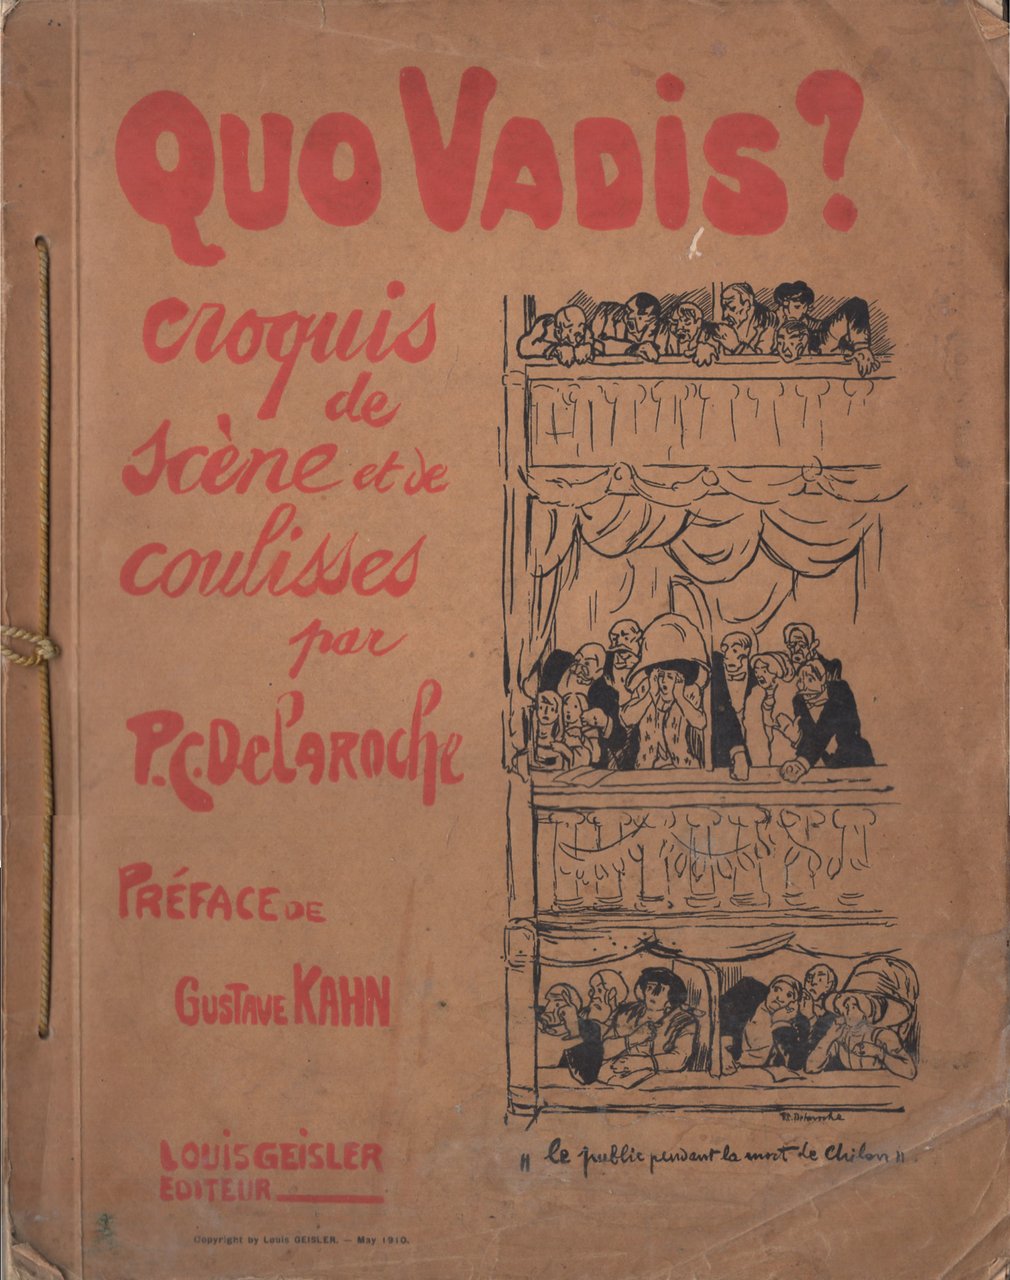 QUO VADIS?
croquis
de
scène et de
coulisses
par
P.C. Delaroche
PRÉFACE DE
GUSTAVE KAHN
LOUIS GEISLER
EDITEUR
P.C. Delaroche
"le public pendant la mort de Chilon".
Copyright by Louis GEISLER. — May 1910.